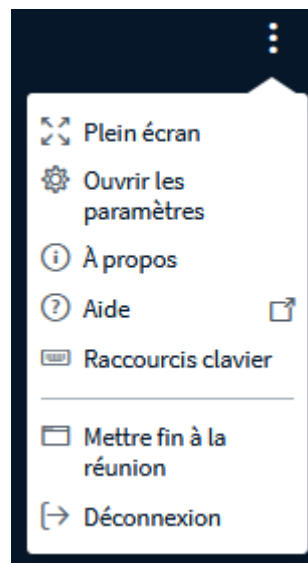 Plein écran
Ouvrir les
paramètres
À propos
Aide
Raccourcis clavier
Mettre fin à la
réunion
Déconnexion